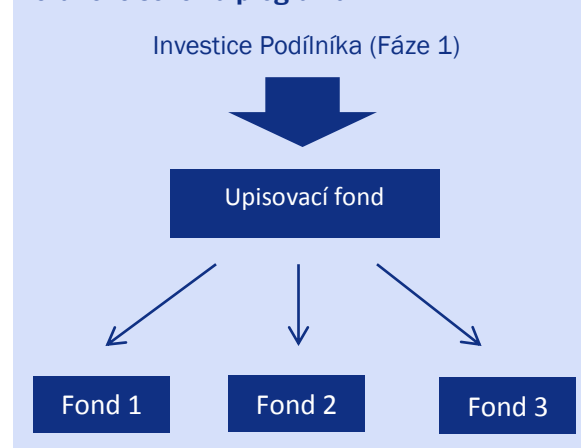 Investice Podílníka (Fáze 1)
Upisovací fond
Fond 1
Fond 2
Fond 3